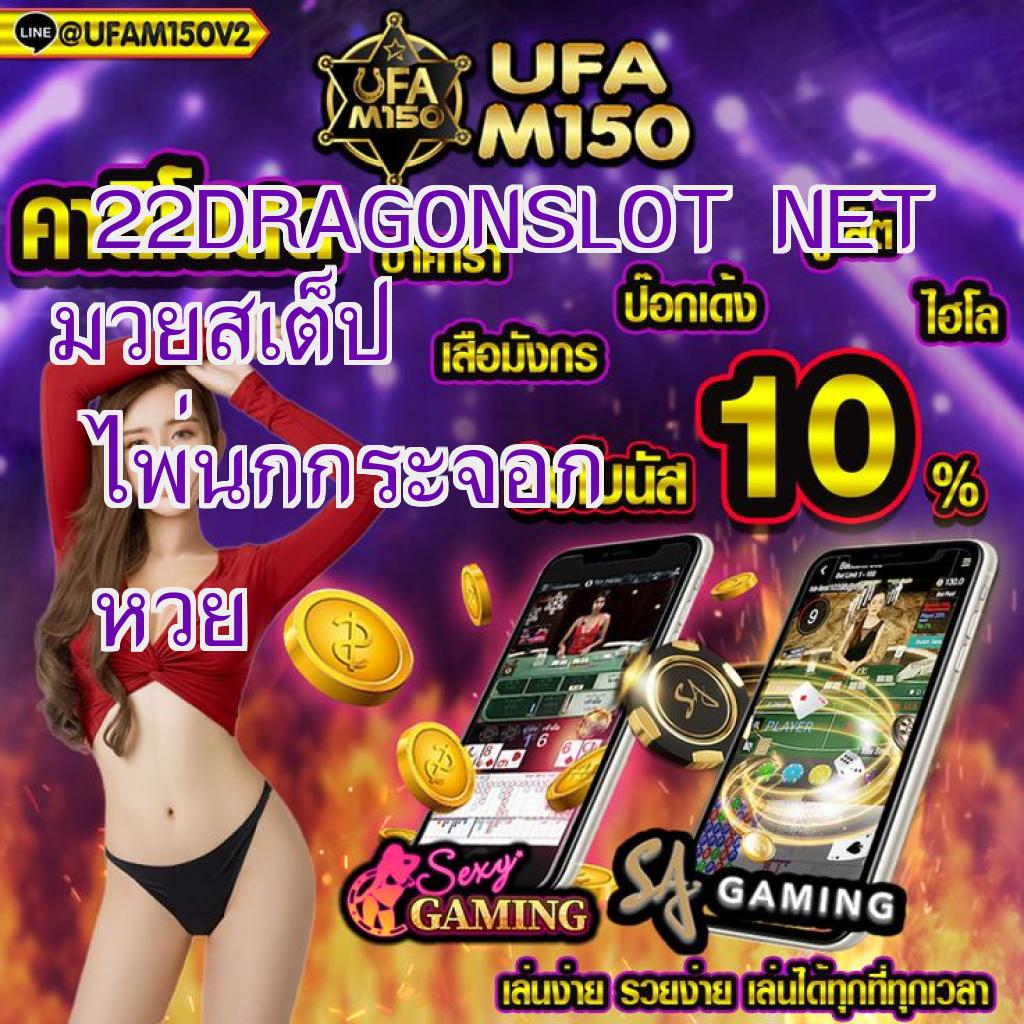 LINE @UFAM150V2
UFA
M150
UFA
M150
22DRAGONSLOT NET
บาคาร่า
มวยสเต็ป
ป๊อกเด้ง
ไฮโล
เสือมังกร
10 %
ไพ่นกกระจอก
หวย
PLAYER
Sexy
GAMING
SA GAMING
เล่นง่าย รวยง่าย เล่นได้ทุกที่ทุกเวลา